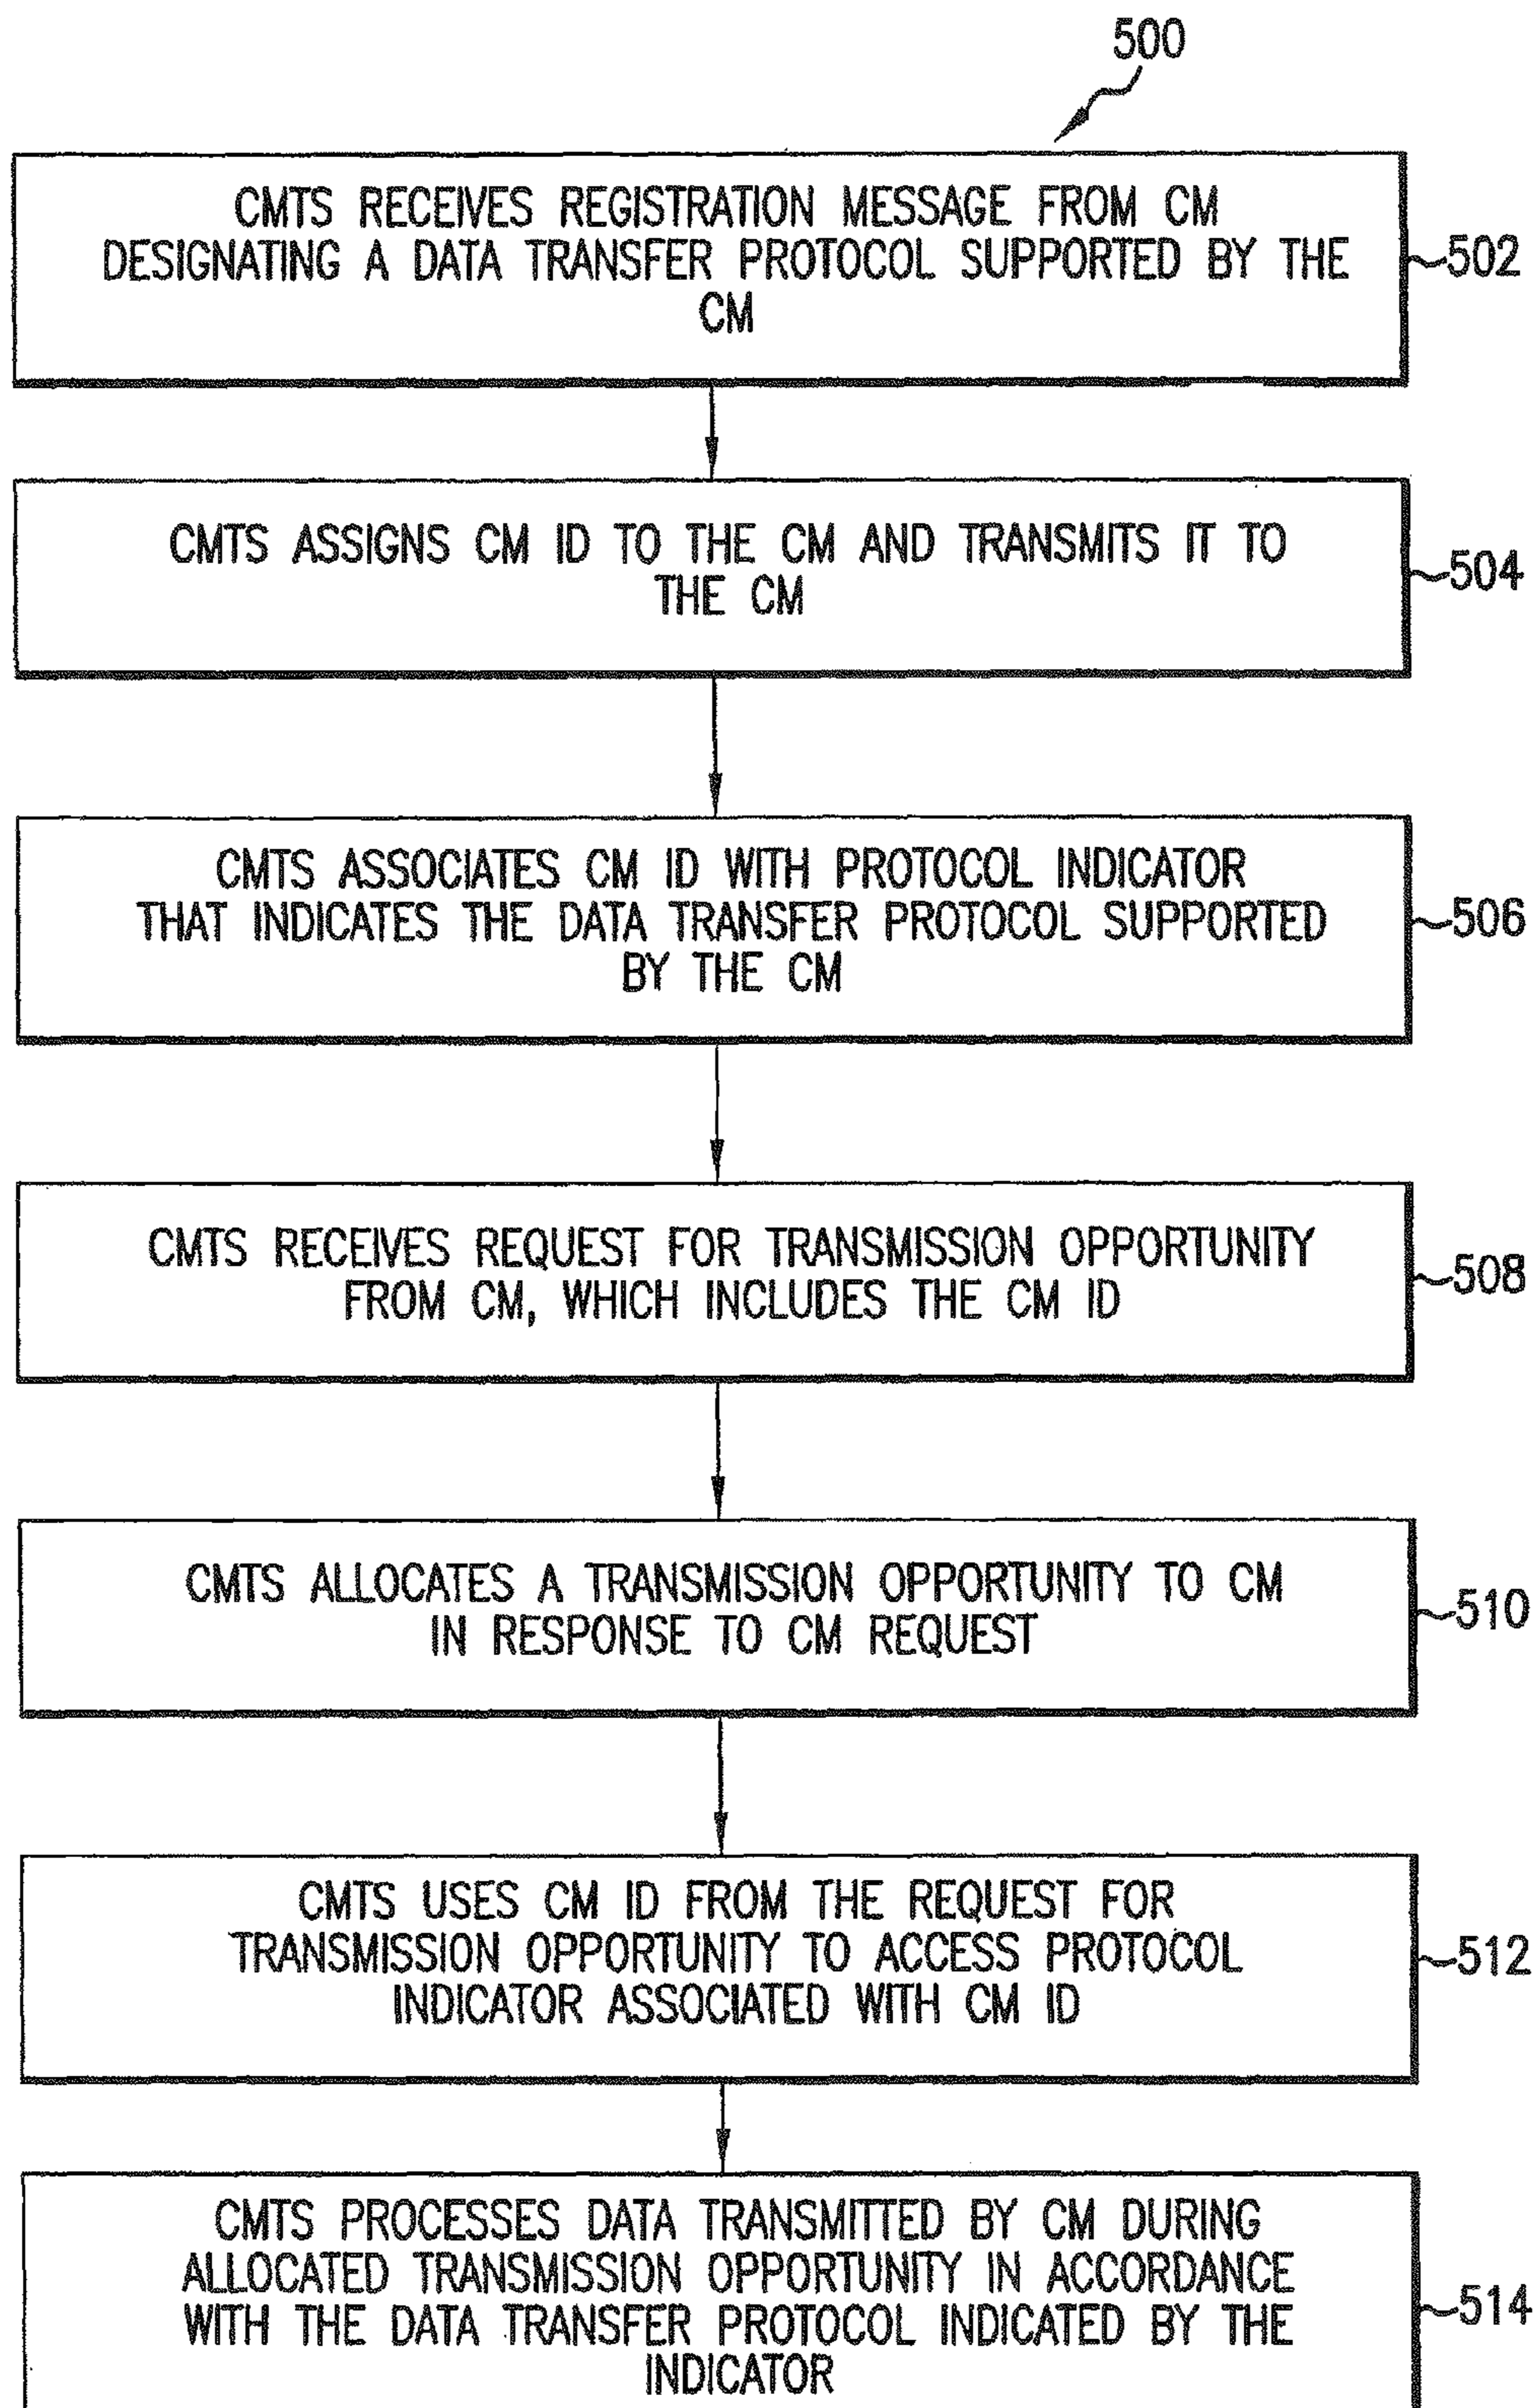 500
CMTS RECEIVES REGISTRATION MESSAGE FROM CM
DESIGNATING A DATA TRANSFER PROTOCOL SUPPORTED BY THE
CM
502
CMTS ASSIGNS CM ID TO THE CM AND TRANSMITS IT TO
THE CM
504
CMTS ASSOCIATES CM ID WITH PROTOCOL INDICATOR
THAT INDICATES THE DATA TRANSFER PROTOCOL SUPPORTED
BY THE CM
506
CMTS RECEIVES REQUEST FOR TRANSMISSION OPPORTUNITY
FROM CM, WHICH INCLUDES THE CM ID
508
CMTS ALLOCATES A TRANSMISSION OPPORTUNITY TO CM
IN RESPONSE TO CM REQUEST
510
CMTS USES CM ID FROM THE REQUEST FOR
TRANSMISSION OPPORTUNITY TO ACCESS PROTOCOL
INDICATOR ASSOCIATED WITH CM ID
512
CMTS PROCESSES DATA TRANSMITTED BY CM DURING
ALLOCATED TRANSMISSION OPPORTUNITY IN ACCORDANCE
WITH THE DATA TRANSFER PROTOCOL INDICATED BY THE
INDICATOR
514